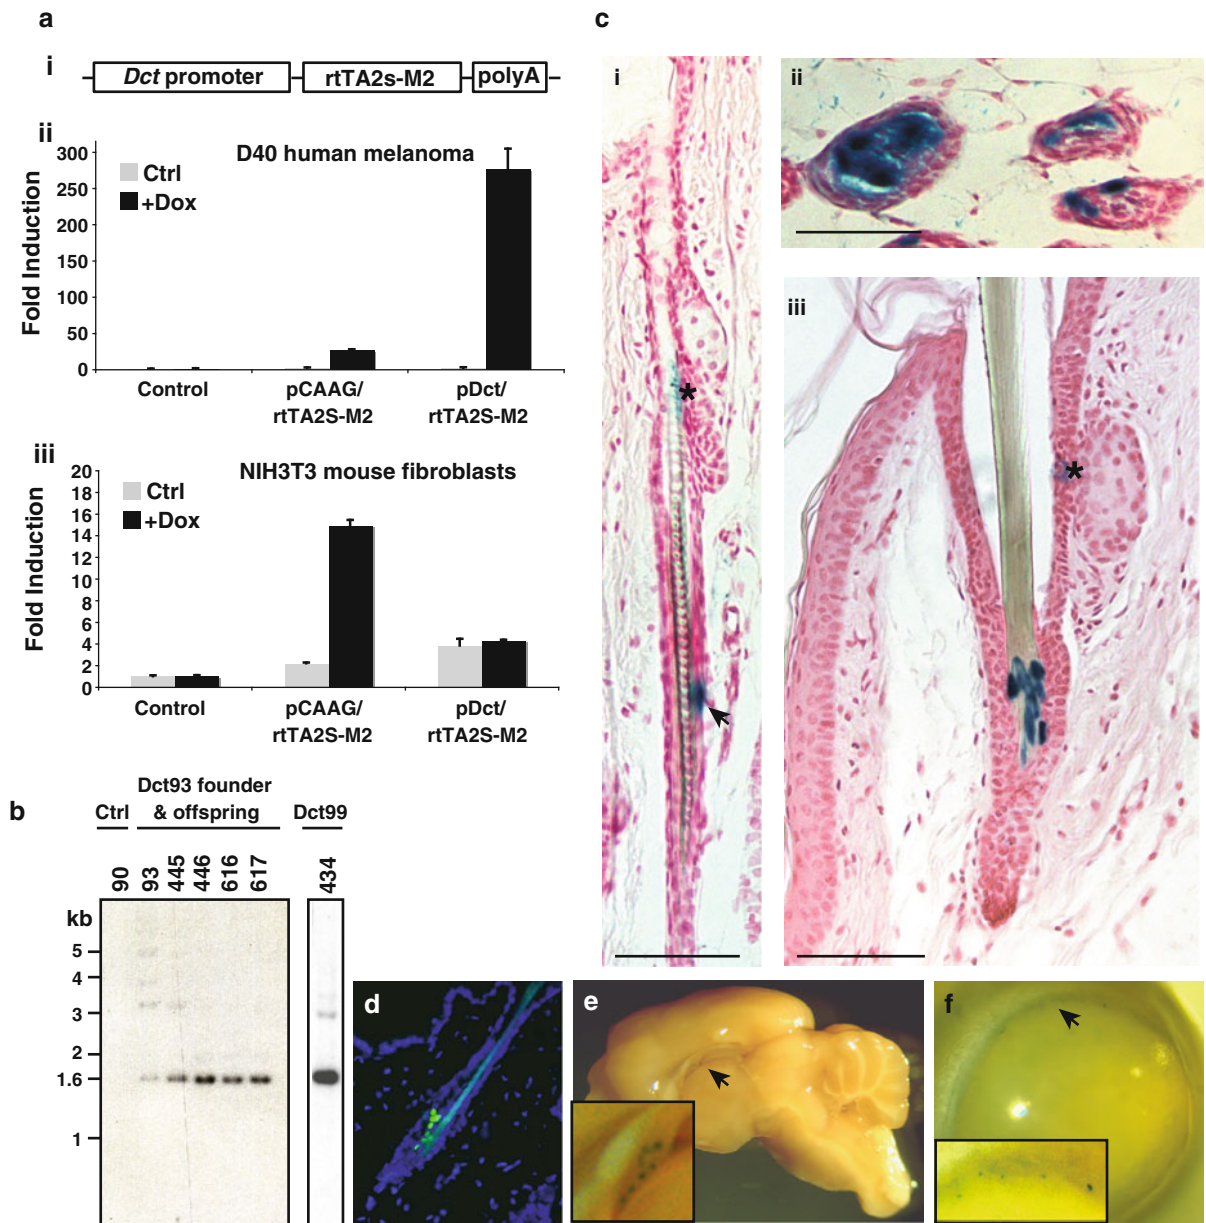 a
i
Dct promoter
rtTA2s-M2
polyA
ii
D40 human melanoma
Ctrl
+Dox
Fold Induction
300
250
200
150
100
50
0
Control
pCAAG/
rtTA2S-M2
pDct/
rtTA2S-M2
iii
NIH3T3 mouse fibroblasts
Ctrl
+Dox
Fold Induction
20
18
16
14
12
10
8
6
4
2
0
Control
pCAAG/
rtTA2S-M2
pDct/
rtTA2S-M2
b
Ctrl
Dct93 founder
& offspring
Dct99
90
93
445
446
616
617
434
kb
5
4
3
2
1.6
1
c
i
*
ii
iii
*
d
e
f